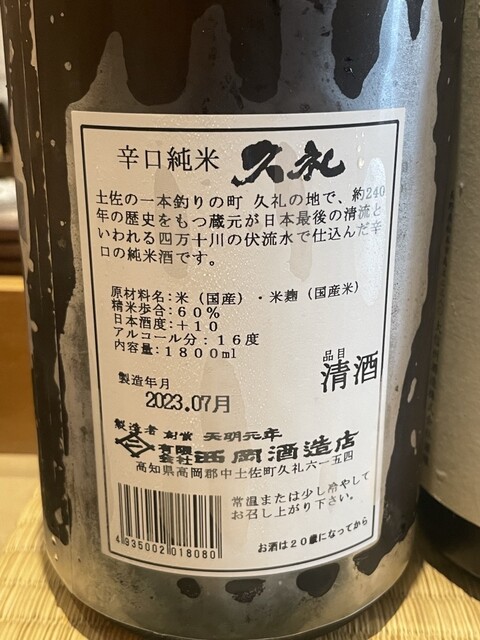 辛口純米 久礼
土佐の一本釣りの町 久礼の地で、約240
年の歴史をもつ蔵元が日本最後の清流と
いわれる四万十川の伏流水で仕込んだ辛
口の純米酒です。
原材料名:米(国産)・米麹(国産米)
精米歩合:60%
日本酒度:+10
アルコール分:16度
内容量:1800ml
品目
清酒
製造年月
2023.07月
製造者 創業 天明元年
有限会社 西岡酒造店
高知県高岡郡中土佐町久礼六一五四
常温または少し冷やして
お召し上がり下さい。
4935002018080
お酒は20歳になってから